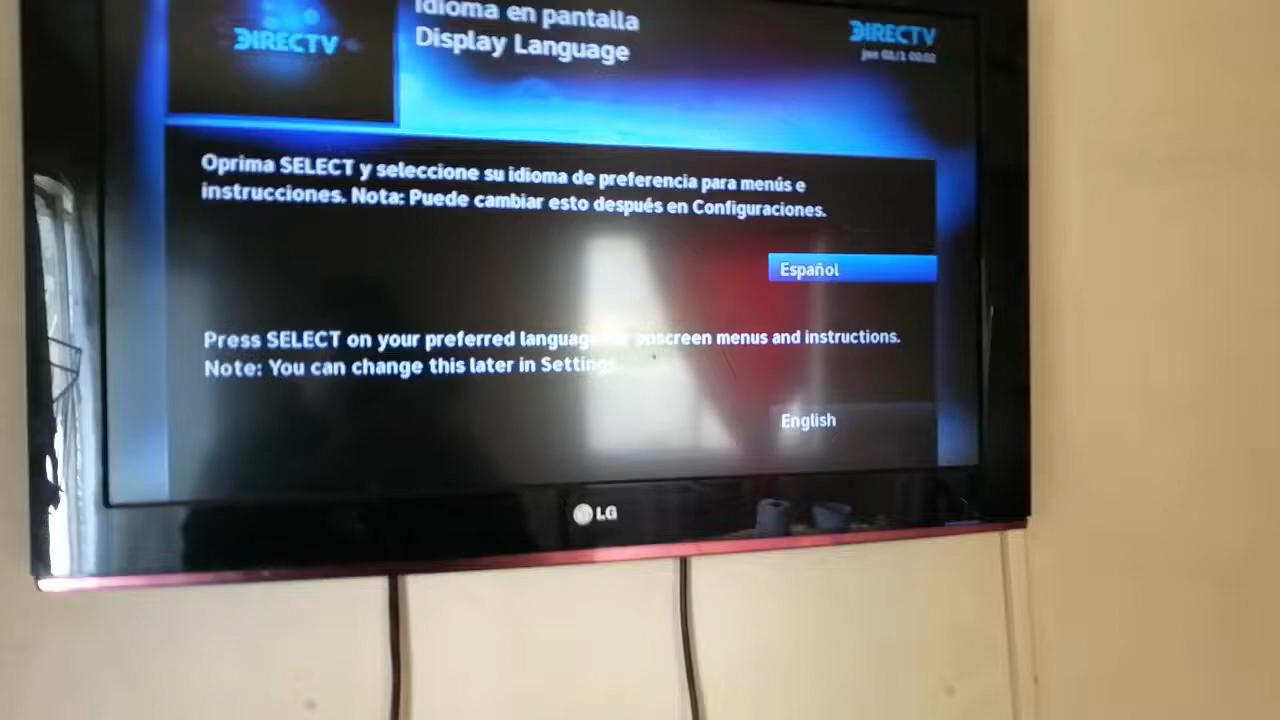 DIRECTV
Idioma en pantalla
Display Language
DIRECTV
Oprima SELECT y seleccione su idioma de preferencia para menús e
instrucciones. Nota: Puede cambiar esto después en Configuraciones.
Español
Press SELECT on your preferred language onscreen menus and instructions.
Note: You can change this later in Settings
English
LG